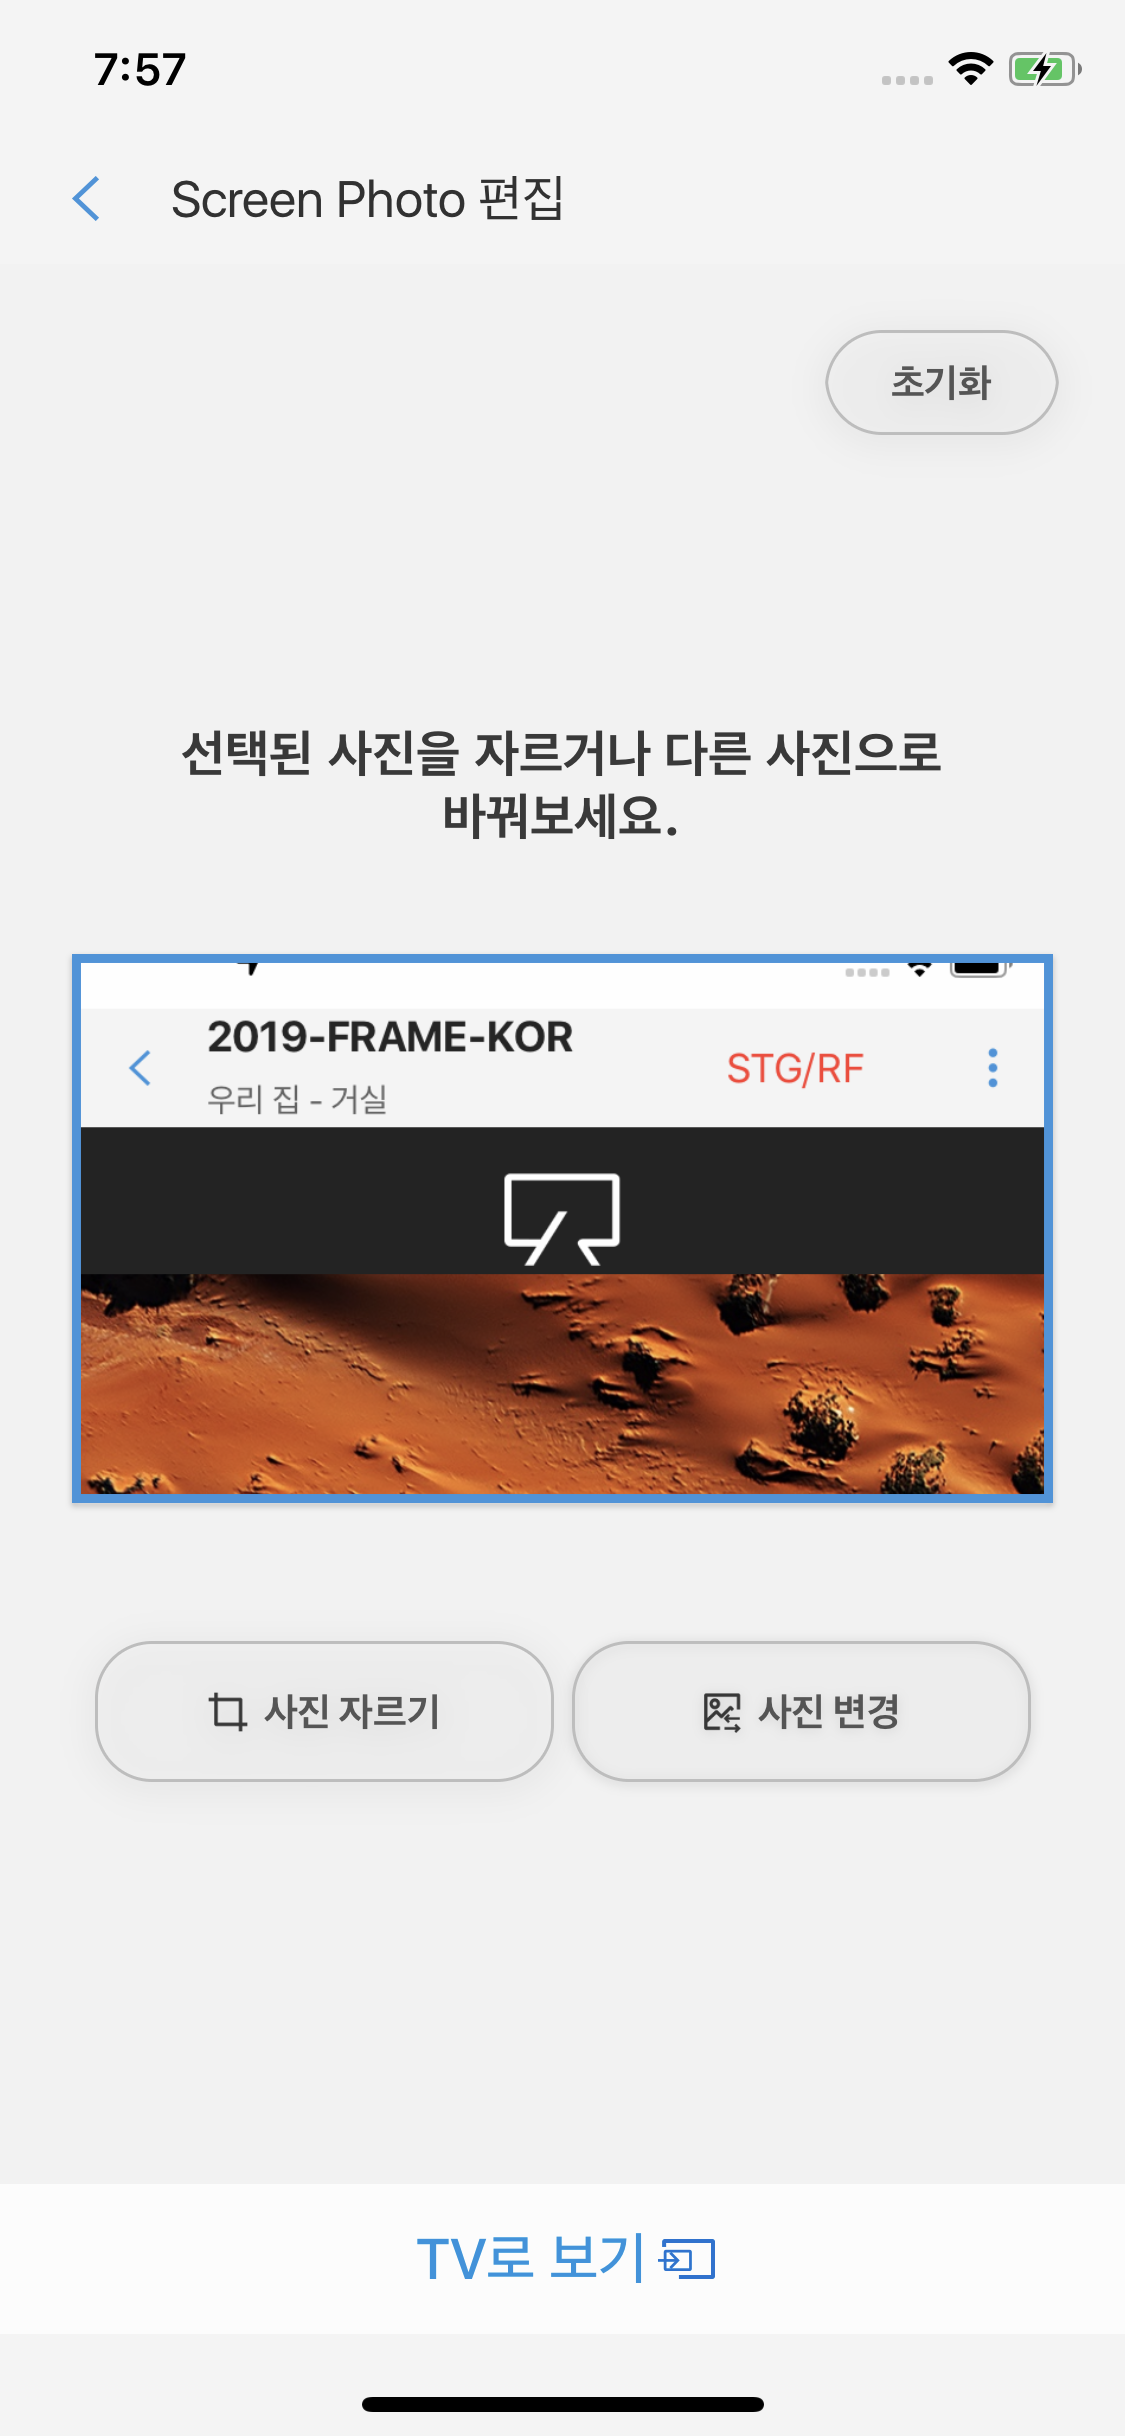 7:57
Screen Photo 편집
초기화
선택된 사진을 자르거나 다른 사진으로
바꿔보세요.
2019-FRAME-KOR
우리 집 - 거실
STG/RF
사진 자르기
사진 변경
TV로 보기